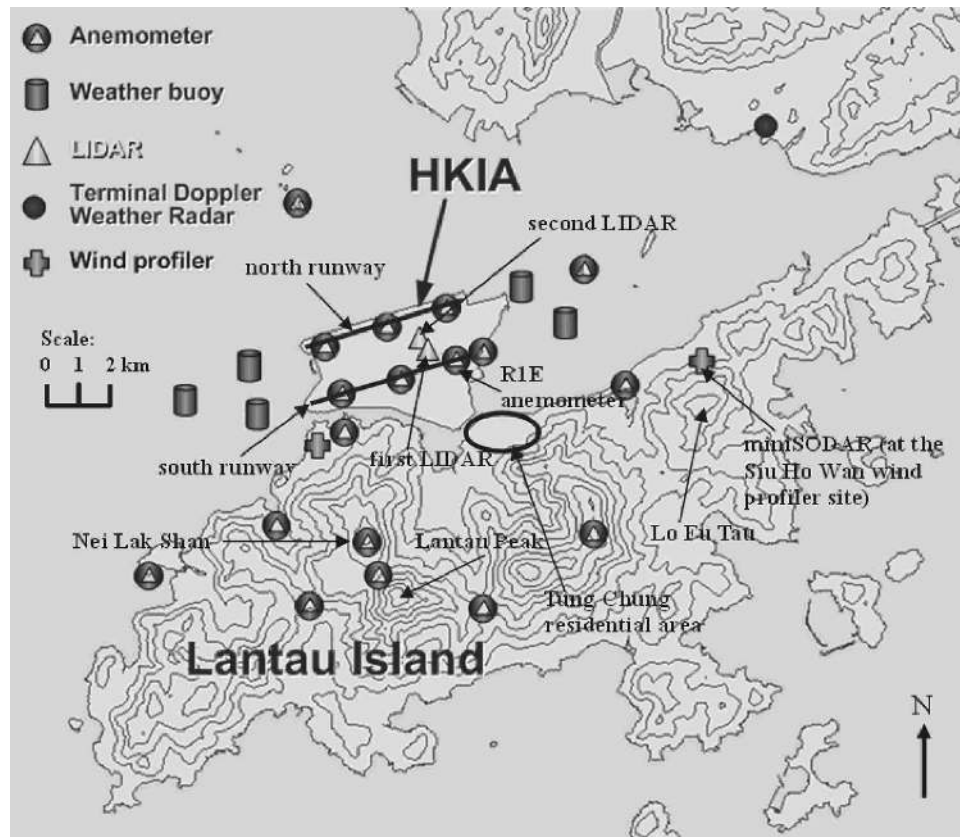 Anemometer
Weather buoy
LIDAR
Terminal Doppler
Weather Radar
Wind profiler
HKIA
second LIDAR
north runway
Scale:
0 1 2 km
R1E
anemometer
south runway
first LIDAR
miniSODAR (at the
Siu Ho Wan wind
profiler site)
Nei Lak Shan
Lantau Peak
Lo Fu Tau
Tung Chung
residential area
Lantau Island
N